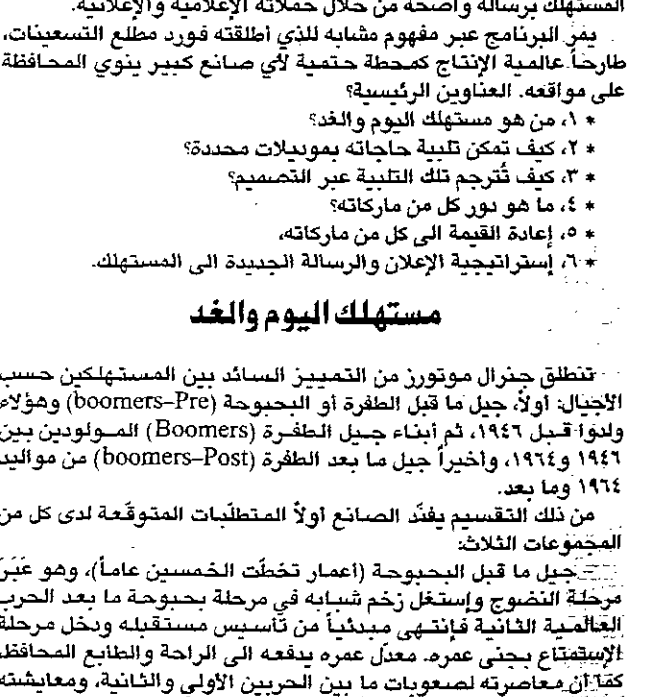 المستهلك برسالة واضحة من خلال حملاته الإعلامية والإعلانية.
يمر البرنامج عبر مفهوم مشابه للذي أطلقته فورد مطلع التسعينات،
طارحاً عالمية الإنتاج كمحطة حتمية لأي صانع كبير ينوي المحافظة
على مواقعه. العناوين الرئيسية؟
* ١، من هو مستهلك اليوم والغد؟
* ٢، كيف تمكن تلبية حاجاته بموديلات محددة؟
* ٣، كيف تُترجم تلك التلبية عبر التصميم؟
* ٤، ما هو دور كل من ماركاته؟
* ٥، إعادة القيمة الى كل من ماركاته،
* ٦، إستراتيجية الإعلان والرسالة الجديدة الى المستهلك.
مستهلك اليوم والغد
تنطلق جنرال موتورز من التمييز السائد بين المستهلكين حسب
الأجيال: أولاً، جيل ما قبل الطفرة أو البحبوحة (boomers–Pre) وهؤلاء
ولدوا قبل ١٩٤٦، ثم أبناء جيل الطفرة (Boomers) المولودين بين
١٩٤٦ و١٩٦٤، وأخيراً جيل ما بعد الطفرة (boomers–Post) من مواليد
١٩٦٤ وما بعد.
من ذلك التقسيم يفنّد الصانع أولاً المتطلّبات المتوقّعة لدى كل من
المجموعات الثلاث:
جيل ما قبل البحبوحة (أعمار تخطّت الخمسين عاماً)، وهو عَبَرَ
مرحلة النضوج وإستغل زخم شبابه في مرحلة بحبوحة ما بعد الحرب
العالمية الثانية فإنتهى مبدئياً من تأسيس مستقبله ودخل مرحلة
الإستمتاع بجنى عمره. معدّل عمره يدفعه الى الراحة والطابع المحافظ،
كما أن معاصرته لصعوبات ما بين الحربين الأولى والثانية، ومعايشته